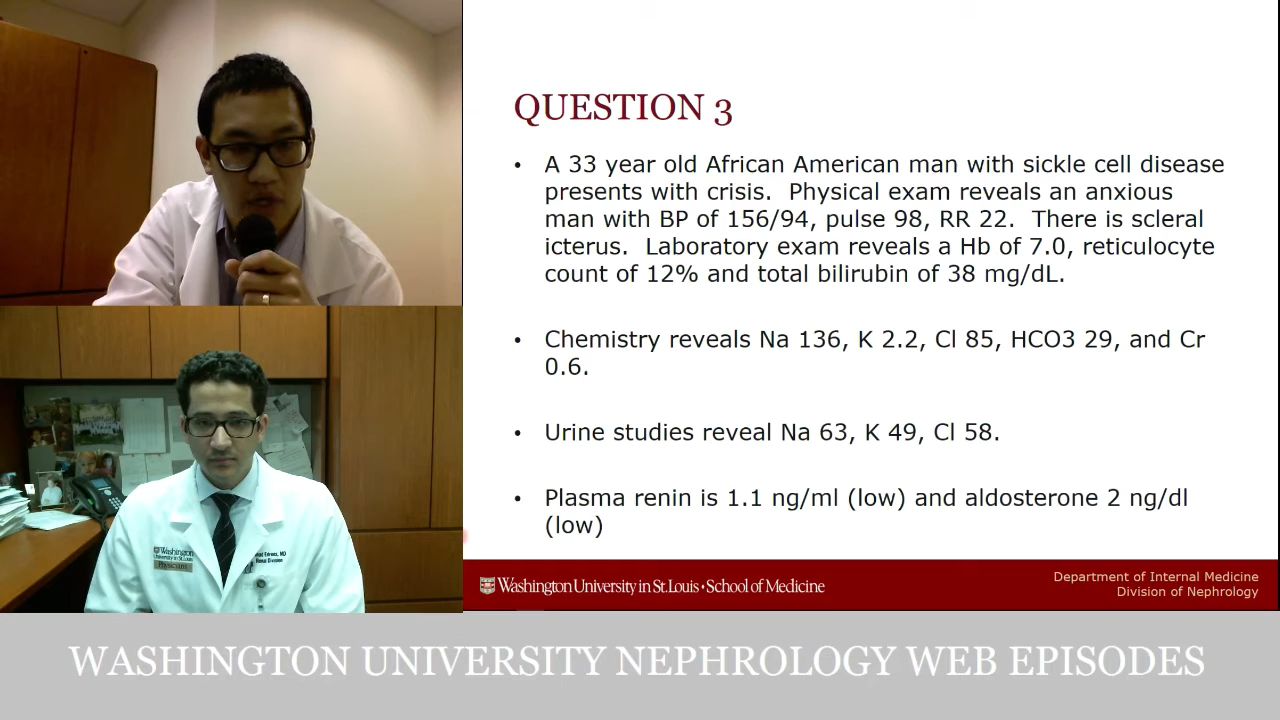 QUESTION 3
• A 33 year old African American man with sickle cell disease
presents with crisis. Physical exam reveals an anxious
man with BP of 156/94, pulse 98, RR 22. There is scleral
icterus. Laboratory exam reveals a Hb of 7.0, reticulocyte
count of 12% and total bilirubin of 38 mg/dL.
• Chemistry reveals Na 136, K 2.2, Cl 85, HCO3 29, and Cr
0.6.
• Urine studies reveal Na 63, K 49, Cl 58.
• Plasma renin is 1.1 ng/ml (low) and aldosterone 2 ng/dl
(low)
Washington University in St. Louis • School of Medicine
Department of Internal Medicine
Division of Nephrology
Washington
University in St. Louis
Physicians
MD
Renal Division
WASHINGTON UNIVERSITY NEPHROLOGY WEB EPISODES